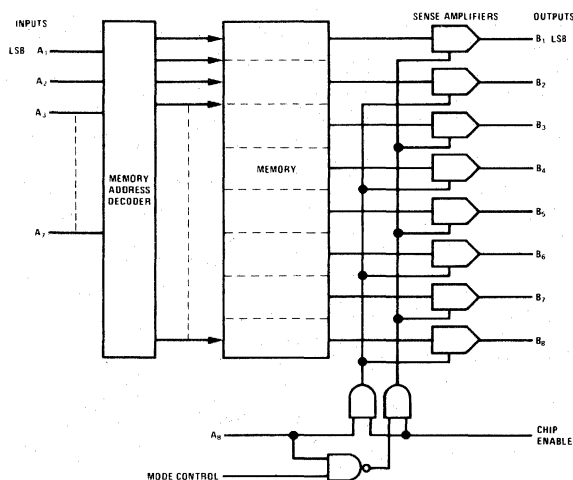 INPUTS
SENSE AMPLIFIERS
OUTPUTS
LSB A₁
B₁ LSB
A₂
B₂
A₃
B₃
MEMORY
ADDRESS
DECODER
MEMORY
B₄
B₅
A₇
B₆
B₇
B₈
A₈
CHIP
ENABLE
MODE CONTROL